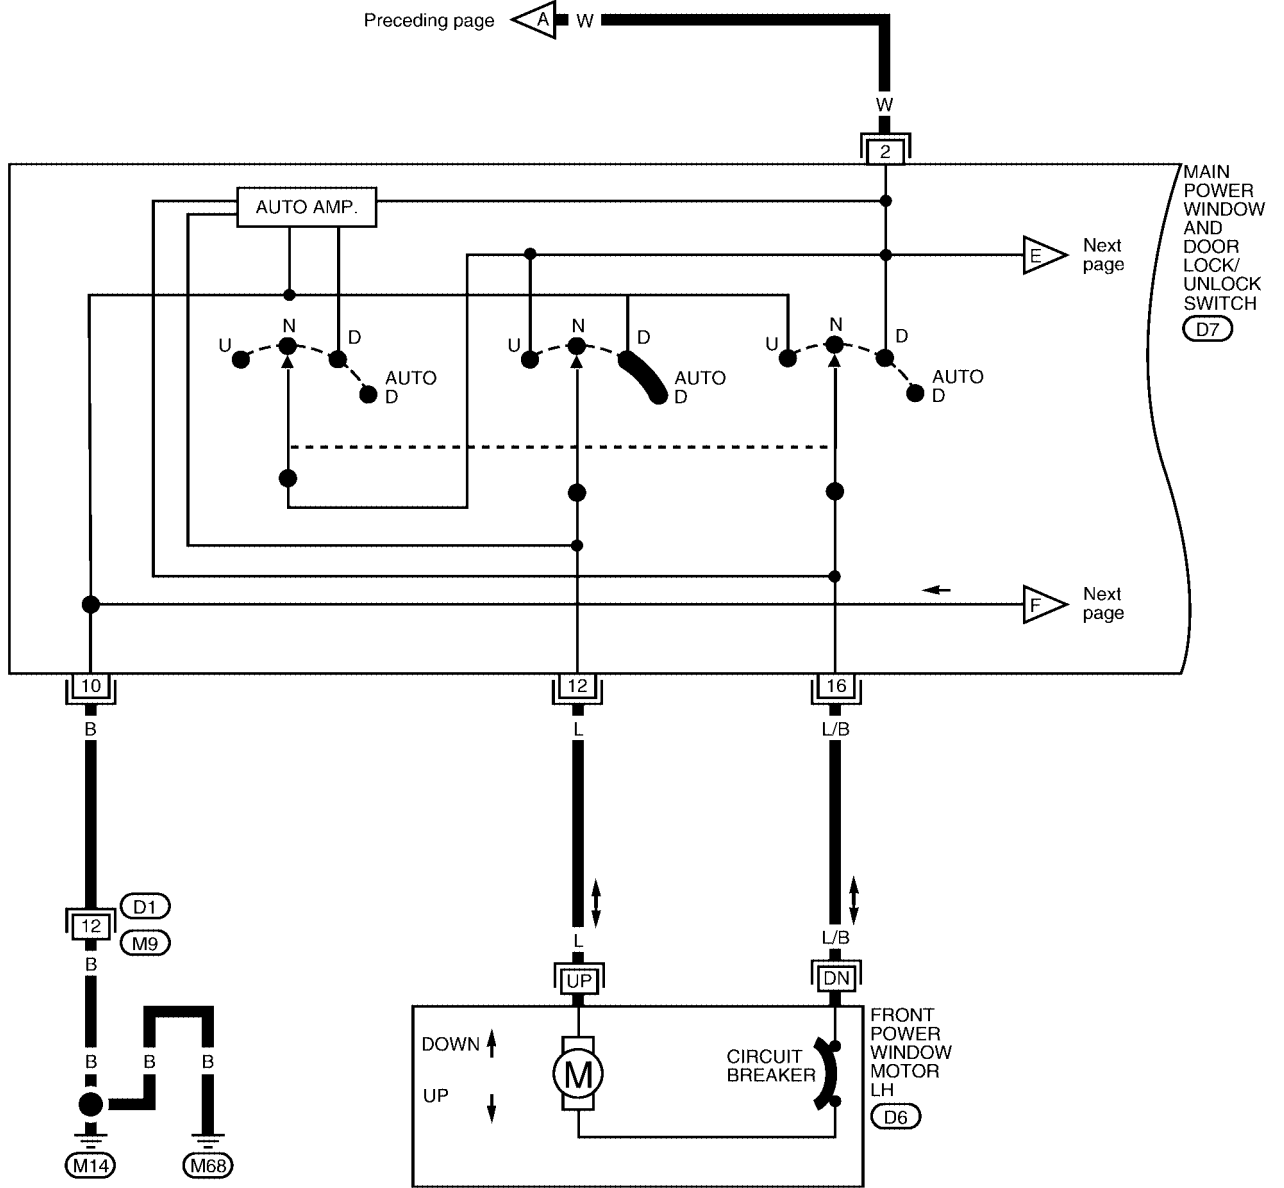 Preceding page
A
W
W
2
MAIN
POWER
WINDOW
AND
DOOR
LOCK/
UNLOCK
SWITCH
D7
AUTO AMP.
E
Next
page
U
N
D
AUTO
D
U
N
D
AUTO
D
U
N
D
AUTO
D
F
Next
page
10
12
16
B
L
L/B
12
D1
M9
B
L
L/B
UP
DN
B
B
B
M14
M68
DOWN
UP
M
CIRCUIT
BREAKER
FRONT
POWER
WINDOW
MOTOR
LH
D6